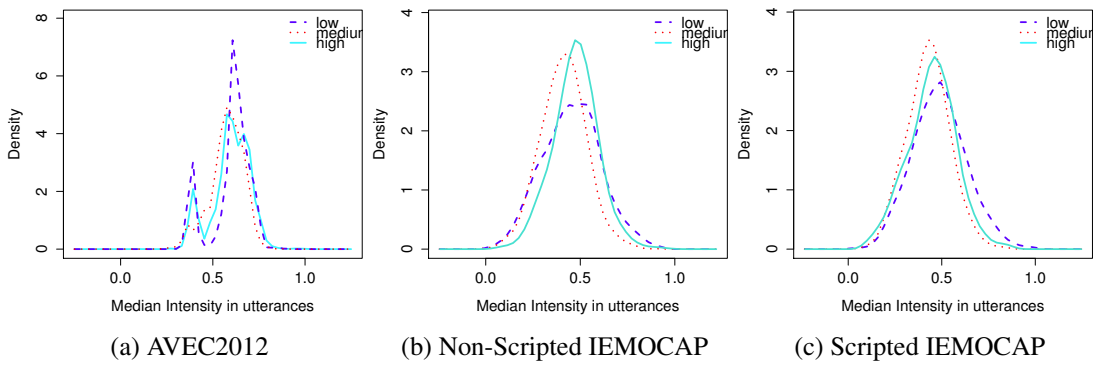 low
mediur
high
8
6
4
2
0
Density
0.0 0.5 1.0
Median Intensity in utterances
(a) AVEC2012
low
mediur
high
4
3
2
1
0
Density
0.0 0.5 1.0
Median Intensity in utterances
(b) Non-Scripted IEMOCAP
low
mediur
high
4
3
2
1
0
Density
0.0 0.5 1.0
Median Intensity in utterances
(c) Scripted IEMOCAP